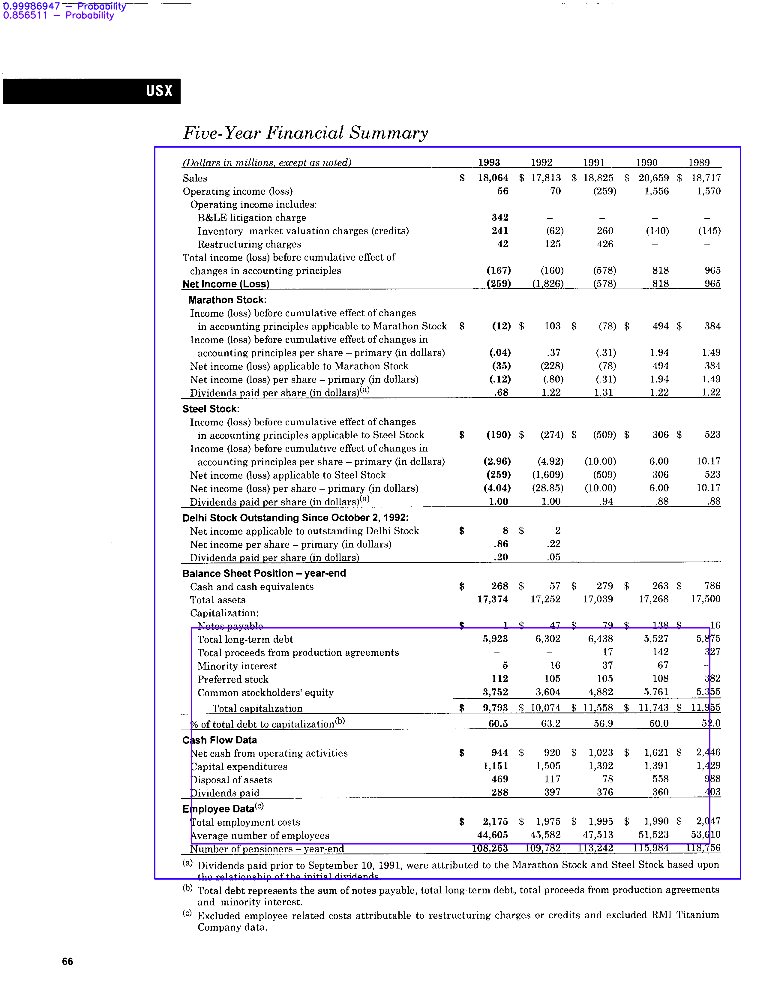 0.99986947 — Probability
0.856511 — Probability
USX
Five-Year Financial Summary
(Dollars in millions, except as noted) 1993 1992 1991 1990 1989
Sales $ 18,064 $ 17,813 $ 18,825 $ 20,659 $ 18,717
Operating income (loss) 56 70 (259) 1,556 1,570
Operating income includes:
B&LE litigation charge 342 – – – –
Inventory market valuation charges (credits) 241 (62) 260 (140) (145)
Restructuring charges 42 125 426 – –
Total income (loss) before cumulative effect of
changes in accounting principles (167) (160) (578) 818 965
Net Income (Loss) (259) (1,826) (578) 818 965
Marathon Stock:
Income (loss) before cumulative effect of changes
in accounting principles applicable to Marathon Stock $ (12) $ 103 $ (78) $ 494 $ 384
Income (loss) before cumulative effect of changes in
accounting principles per share – primary (in dollars) (.04) .37 (.31) 1.94 1.49
Net income (loss) applicable to Marathon Stock (35) (228) (78) 494 384
Net income (loss) per share – primary (in dollars) (.12) (.80) (.31) 1.94 1.49
Dividends paid per share (in dollars)(a) .68 1.22 1.31 1.22 1.22
Steel Stock:
Income (loss) before cumulative effect of changes
in accounting principles applicable to Steel Stock $ (190) $ (274) $ (509) $ 306 $ 523
Income (loss) before cumulative effect of changes in
accounting principles per share – primary (in dollars) (2.96) (4.92) (10.00) 6.00 10.17
Net income (loss) applicable to Steel Stock (259) (1,609) (509) 306 523
Net income (loss) per share – primary (in dollars) (4.04) (28.85) (10.00) 6.00 10.17
Dividends paid per share (in dollars)(a) 1.00 1.00 .94 .88 .88
Delhi Stock Outstanding Since October 2, 1992:
Net income applicable to outstanding Delhi Stock $ 8 $ 2
Net income per share – primary (in dollars) .86 .22
Dividends paid per share (in dollars) .20 .05
Balance Sheet Position – year-end
Cash and cash equivalents $ 268 $ 57 $ 279 $ 263 $ 786
Total assets 17,374 17,252 17,039 17,268 17,500
Capitalization:
Notes payable $ 1 $ 47 $ 79 $ 138 $ 16
Total long-term debt 5,923 6,302 6,438 5,527 5,875
Total proceeds from production agreements – – 17 142 327
Minority interest 5 16 37 67 –
Preferred stock 112 105 105 108 382
Common stockholders' equity 3,752 3,604 4,882 5,761 5,355
Total capitalization $ 9,793 $ 10,074 $ 11,558 $ 11,743 $ 11,955
% of total debt to capitalization(b) 60.5 63.2 56.9 50.0 52.0
Cash Flow Data
Net cash from operating activities $ 944 $ 920 $ 1,023 $ 1,621 $ 2,446
Capital expenditures 1,151 1,505 1,392 1,391 1,429
Disposal of assets 469 117 78 558 988
Dividends paid 288 397 376 360 403
Employee Data(c)
Total employment costs $ 2,175 $ 1,975 $ 1,995 $ 1,990 $ 2,047
Average number of employees 44,605 45,582 47,513 51,523 53,610
Number of pensioners – year-end 108,263 109,782 113,242 115,984 118,756
(a) Dividends paid prior to September 10, 1991, were attributed to the Marathon Stock and Steel Stock based upon
the relationship of the initial dividends.
(b) Total debt represents the sum of notes payable, total long-term debt, total proceeds from production agreements
and minority interest.
(c) Excluded employee related costs attributable to restructuring charges or credits and excluded RMI Titanium
Company data.
66